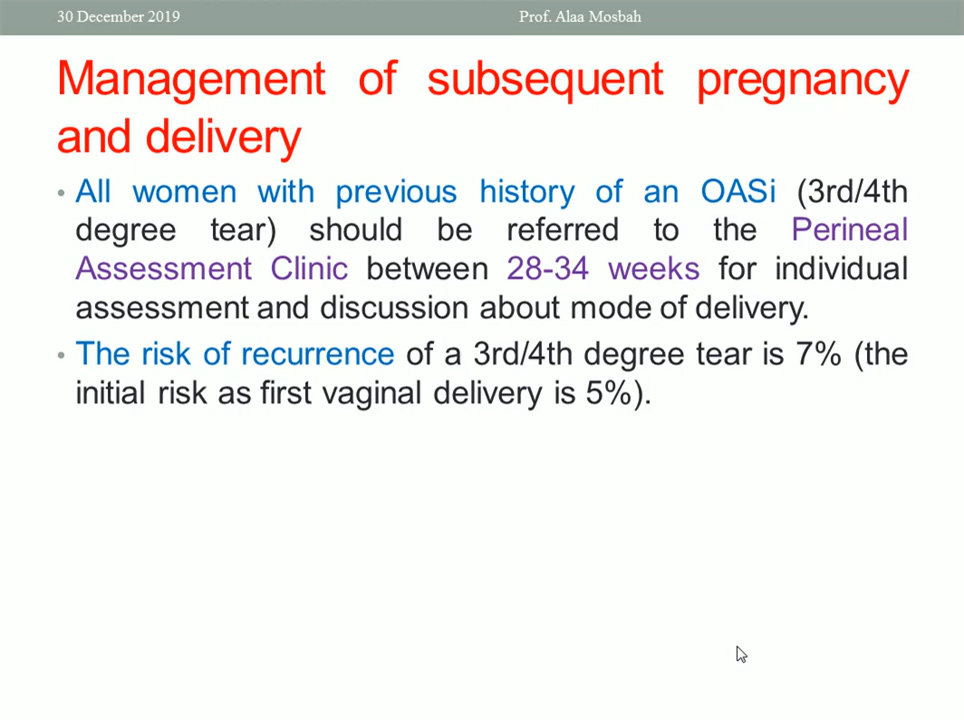 30 December 2019 Prof. Alaa Mosbah
Management of subsequent pregnancy
and delivery
• All women with previous history of an OASi (3rd/4th
degree tear) should be referred to the Perineal
Assessment Clinic between 28-34 weeks for individual
assessment and discussion about mode of delivery.
• The risk of recurrence of a 3rd/4th degree tear is 7% (the
initial risk as first vaginal delivery is 5%).